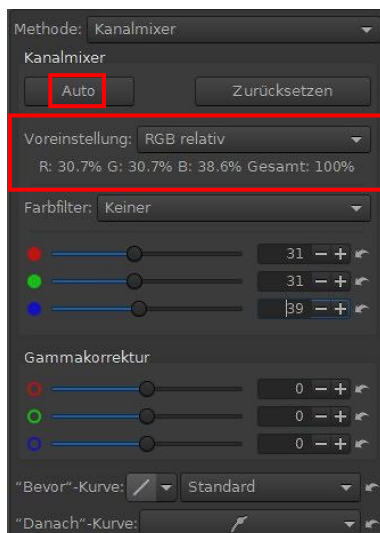 Methode: Kanalmixer
Kanalmixer
Auto Zurücksetzen
Voreinstellung: RGB relativ
R: 30.7% G: 30.7% B: 38.6% Gesamt: 100%
Farbfilter: Keiner
31
31
39
Gammakorrektur
0
0
0
"Bevor"-Kurve: Standard
"Danach"-Kurve: